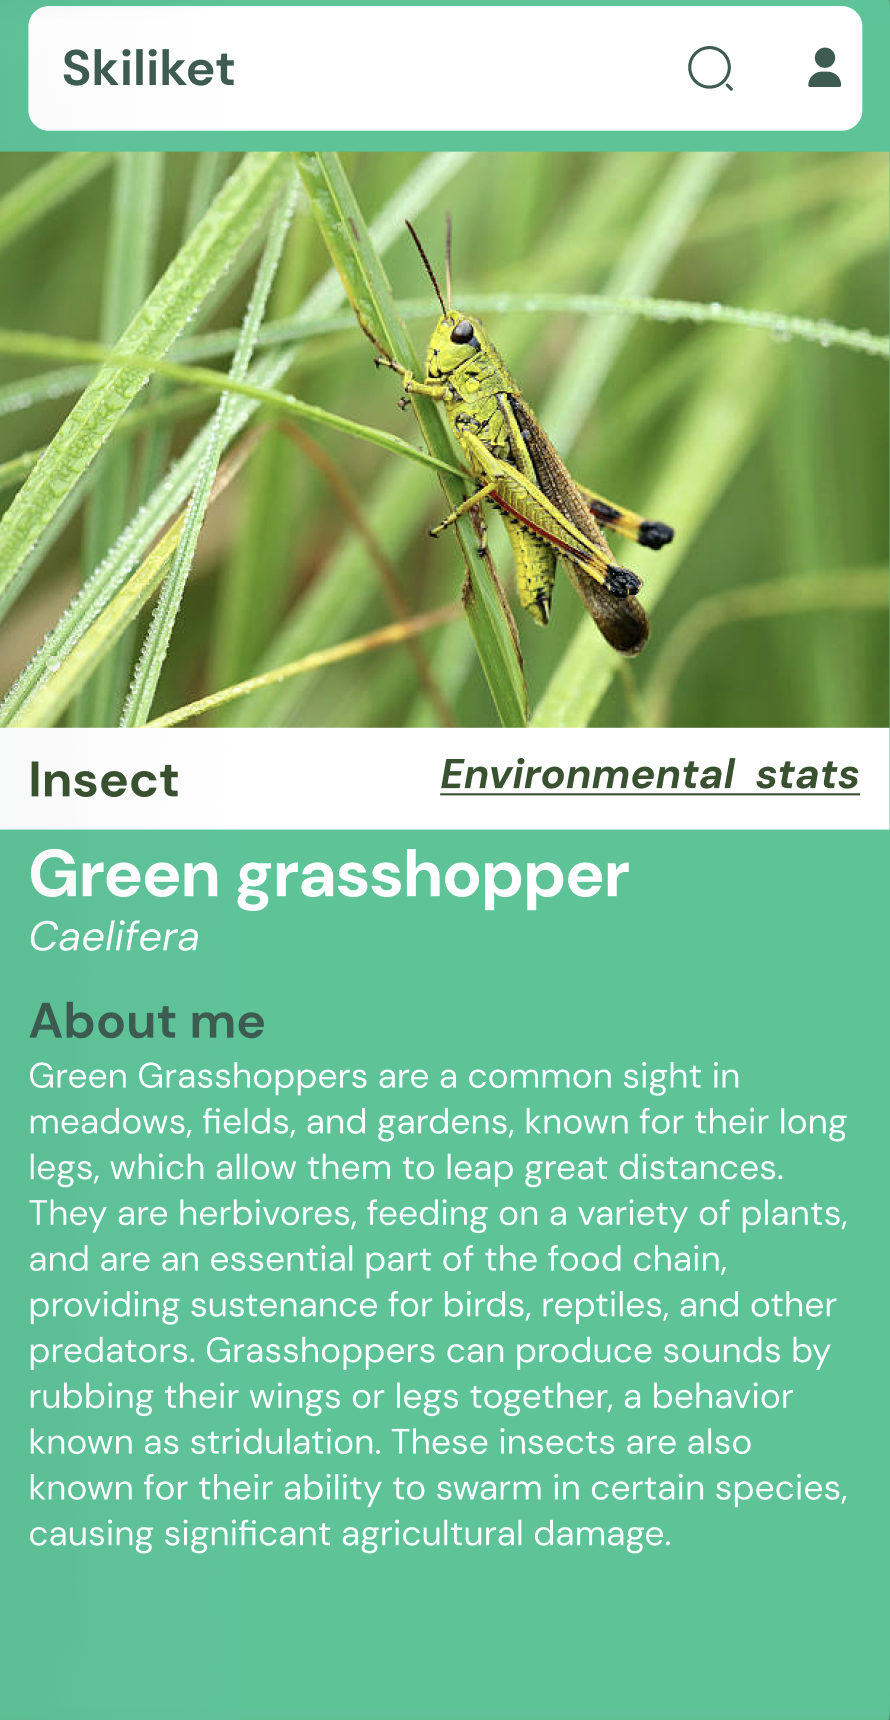 Skiliket
Insect
Environmental stats
Green grasshopper
Caelifera
About me
Green Grasshoppers are a common sight in
meadows, fields, and gardens, known for their long
legs, which allow them to leap great distances.
They are herbivores, feeding on a variety of plants,
and are an essential part of the food chain,
providing sustenance for birds, reptiles, and other
predators. Grasshoppers can produce sounds by
rubbing their wings or legs together, a behavior
known as stridulation. These insects are also
known for their ability to swarm in certain species,
causing significant agricultural damage.